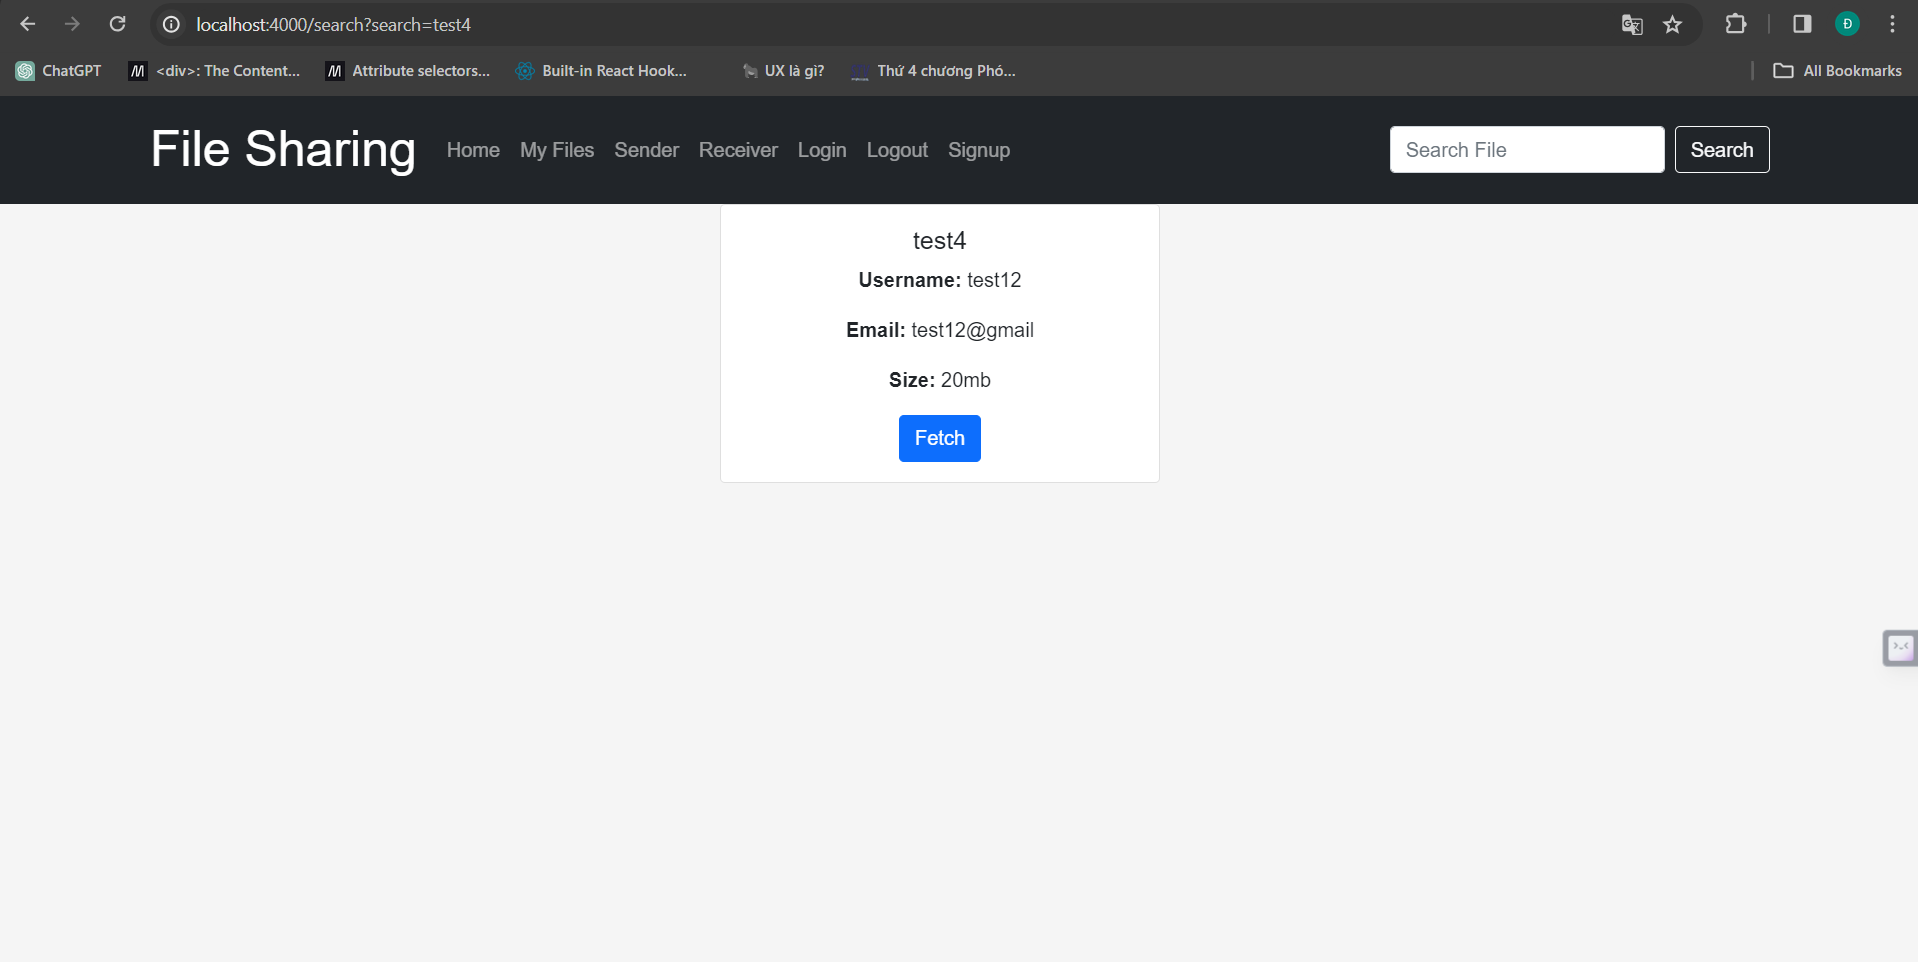 localhost:4000/search?search=test4
Đ
ChatGPT
<div>: The Content...
Attribute selectors...
Built-in React Hook...
UX là gì?
Thứ 4 chương Phó...
All Bookmarks
File Sharing
Home
My Files
Sender
Receiver
Login
Logout
Signup
Search File
Search
test4
Username: test12
Email: test12@gmail
Size: 20mb
Fetch